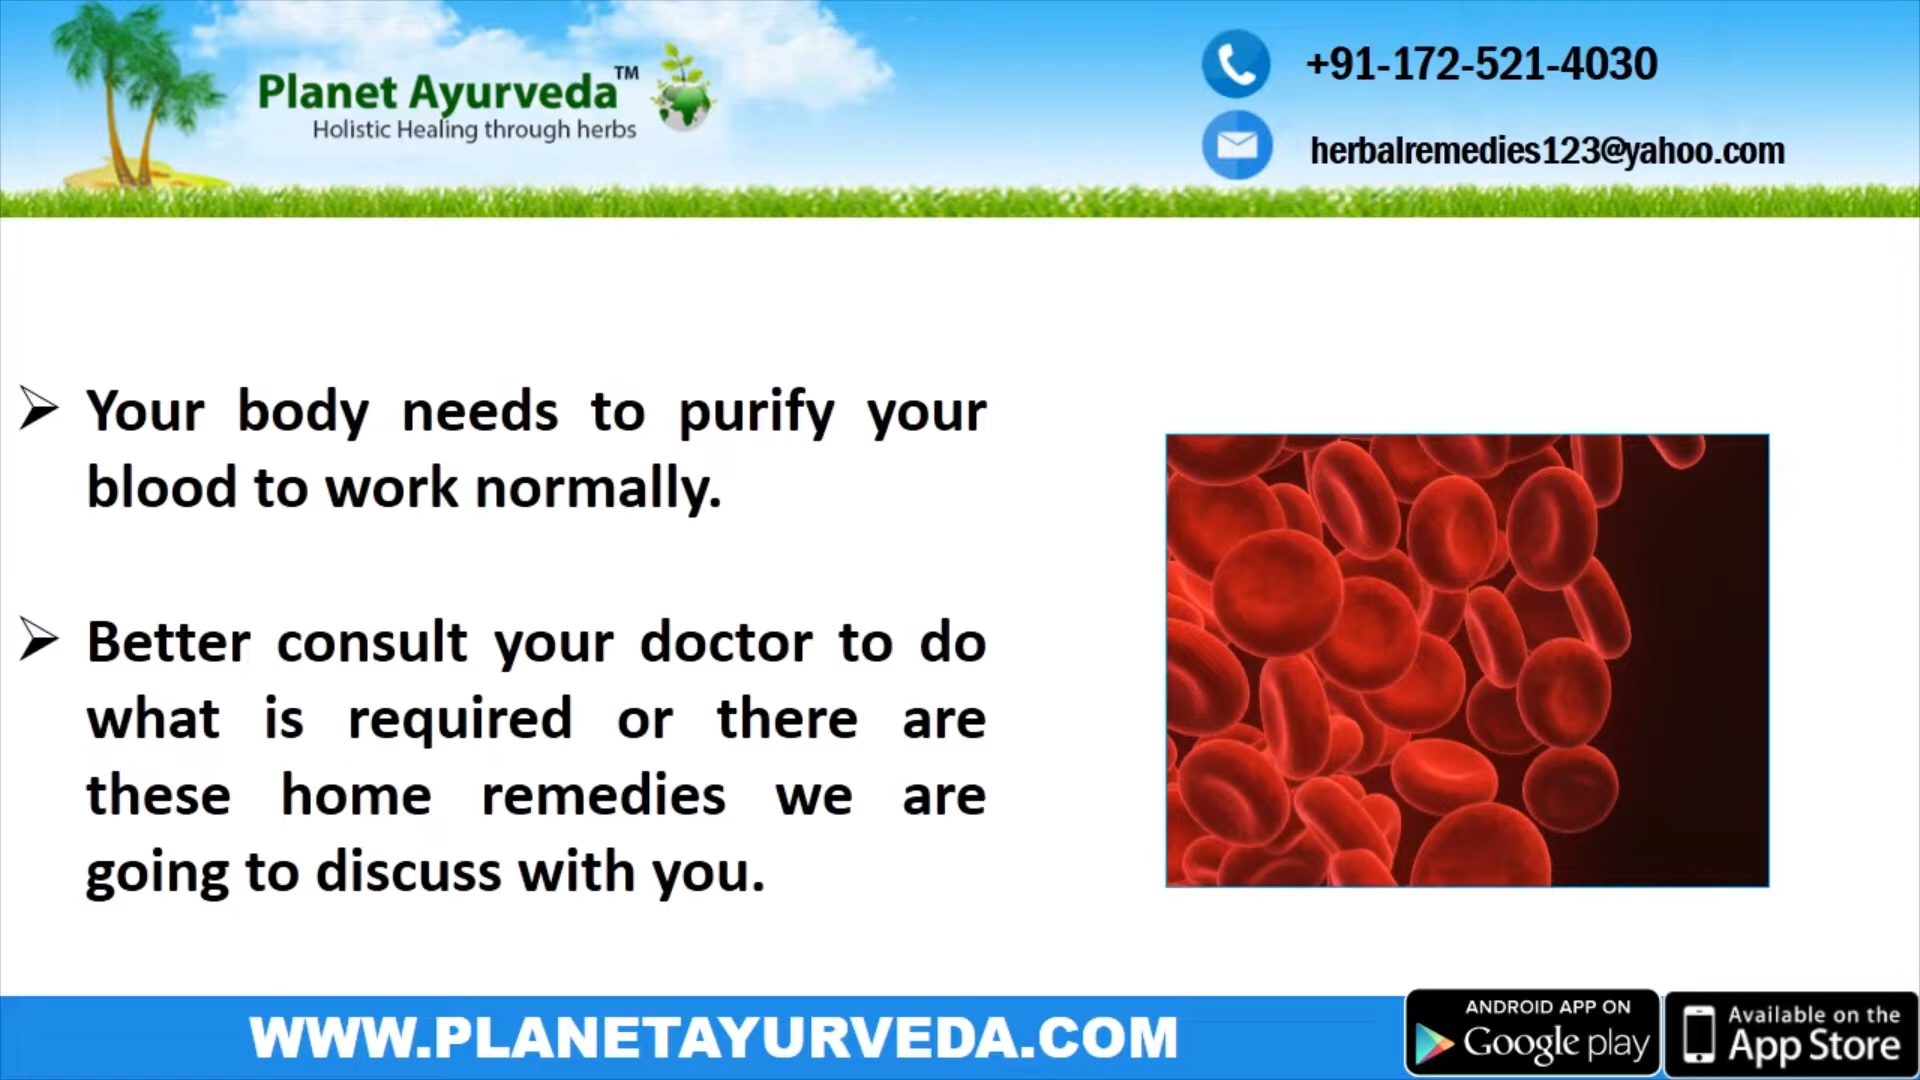 Planet Ayurveda™
Holistic Healing through herbs
+91-172-521-4030
herbalremedies123@yahoo.com
➢ Your body needs to purify your
blood to work normally.
➢ Better consult your doctor to do
what is required or there are
these home remedies we are
going to discuss with you.
WWW.PLANETAYURVEDA.COM
ANDROID APP ON
Google play
Available on the
App Store